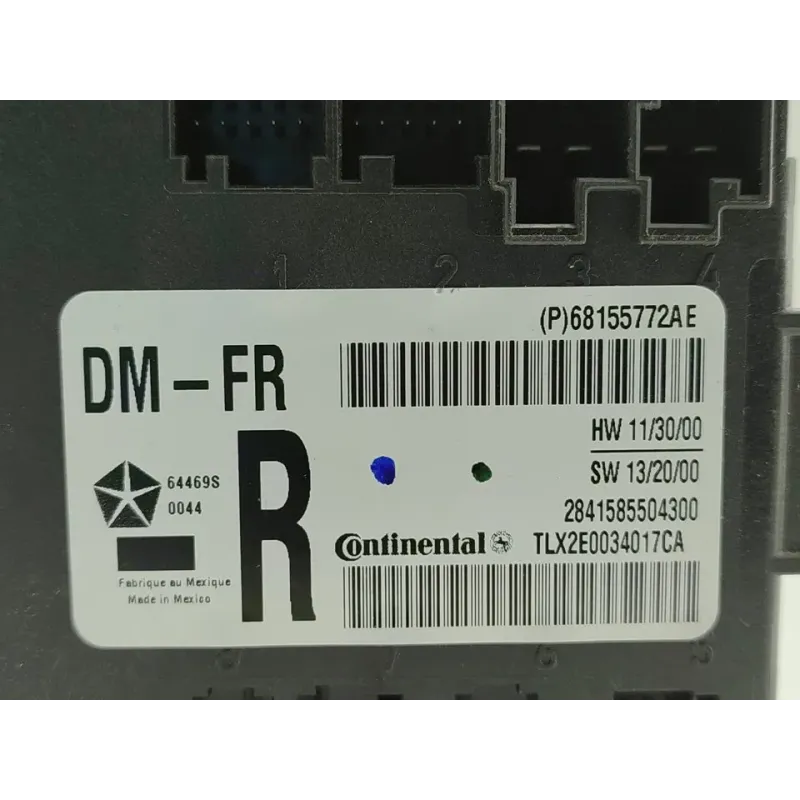 1 2 3 4
(P)68155772AE
DM-FR
HW 11/30/00
R
SW 13/20/00
64469S
0044
2841585504300
Continental
TLX2E0034017CA
Fabrique au Mexique
Made in Mexico